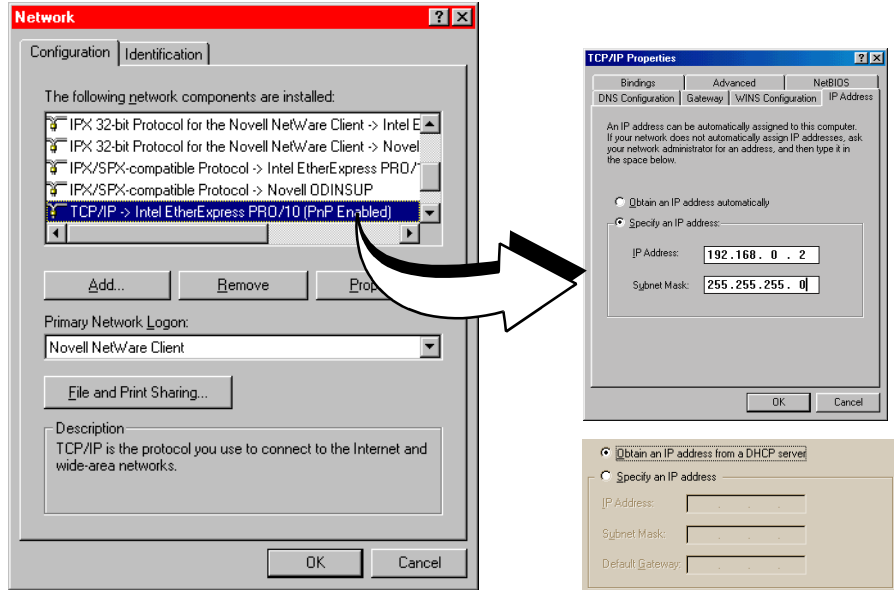 Network
Configuration
Identification
The following network components are installed:
IPX 32-bit Protocol for the Novell NetWare Client -> Intel E
IPX 32-bit Protocol for the Novell NetWare Client -> Novel
IPX/SPX-compatible Protocol -> Intel EtherExpress PRO/
IPX/SPX-compatible Protocol -> Novell ODINSUP
TCP/IP -> Intel EtherExpress PRO/10 (PnP Enabled)
Add...
Remove
Prop
Primary Network Logon:
Novell NetWare Client
File and Print Sharing...
Description
TCP/IP is the protocol you use to connect to the Internet and
wide-area networks.
OK
Cancel
TCP/IP Properties
Bindings
Advanced
NetBIOS
DNS Configuration
Gateway
WINS Configuration
IP Address
An IP address can be automatically assigned to this computer.
If your network does not automatically assign IP addresses, ask
your network administrator for an address, and then type it in
the space below.
Obtain an IP address automatically
Specify an IP address:
IP Address:
192.168. 0 . 2
Subnet Mask:
255.255.255. 0
OK
Cancel
Obtain an IP address from a DHCP server
Specify an IP address
IP Address:
Subnet Mask:
Default Gateway: